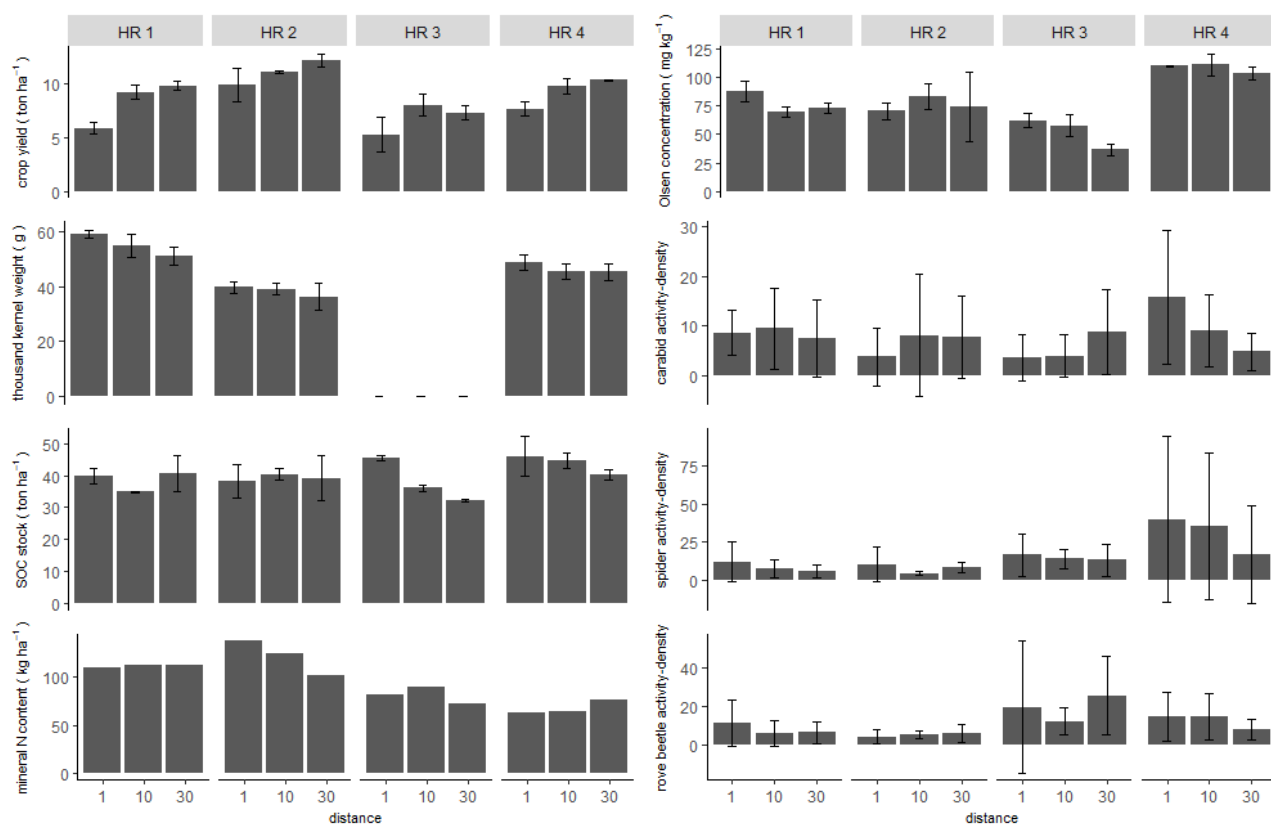 HR 1 HR 2 HR 3 HR 4
crop yield ( ton ha⁻¹ )
10
5
0
thousand kernel weight ( g )
60
40
20
0
SOC stock ( ton ha⁻¹ )
50
40
30
20
10
0
mineral N content ( kg ha⁻¹ )
100
50
0
1 10 30 1 10 30 1 10 30 1 10 30
distance
HR 1 HR 2 HR 3 HR 4
Olsen concentration ( mg kg⁻¹ )
125
100
75
50
25
0
carabid activity-density
30
20
10
0
spider activity-density
75
50
25
0
rove beetle activity-density
40
20
0
1 10 30 1 10 30 1 10 30 1 10 30
distance